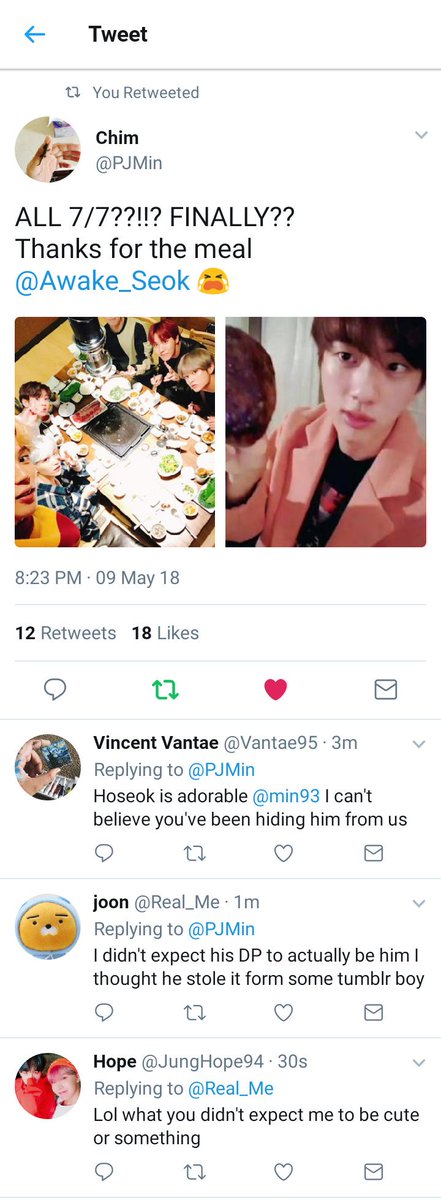 Tweet
You Retweeted
Chim
@PJMin
ALL 7/7??!!? FINALLY??
Thanks for the meal
@Awake_Seok 😭
8:23 PM · 09 May 18
12 Retweets 18 Likes
Vincent Vantae @Vantae95 · 3m
Replying to @PJMin
Hoseok is adorable @min93 I can't
believe you've been hiding him from us
joon @Real_Me · 1m
Replying to @PJMin
I didn't expect his DP to actually be him I
thought he stole it form some tumblr boy
Hope @JungHope94 · 30s
Replying to @Real_Me
Lol what you didn't expect me to be cute
or something